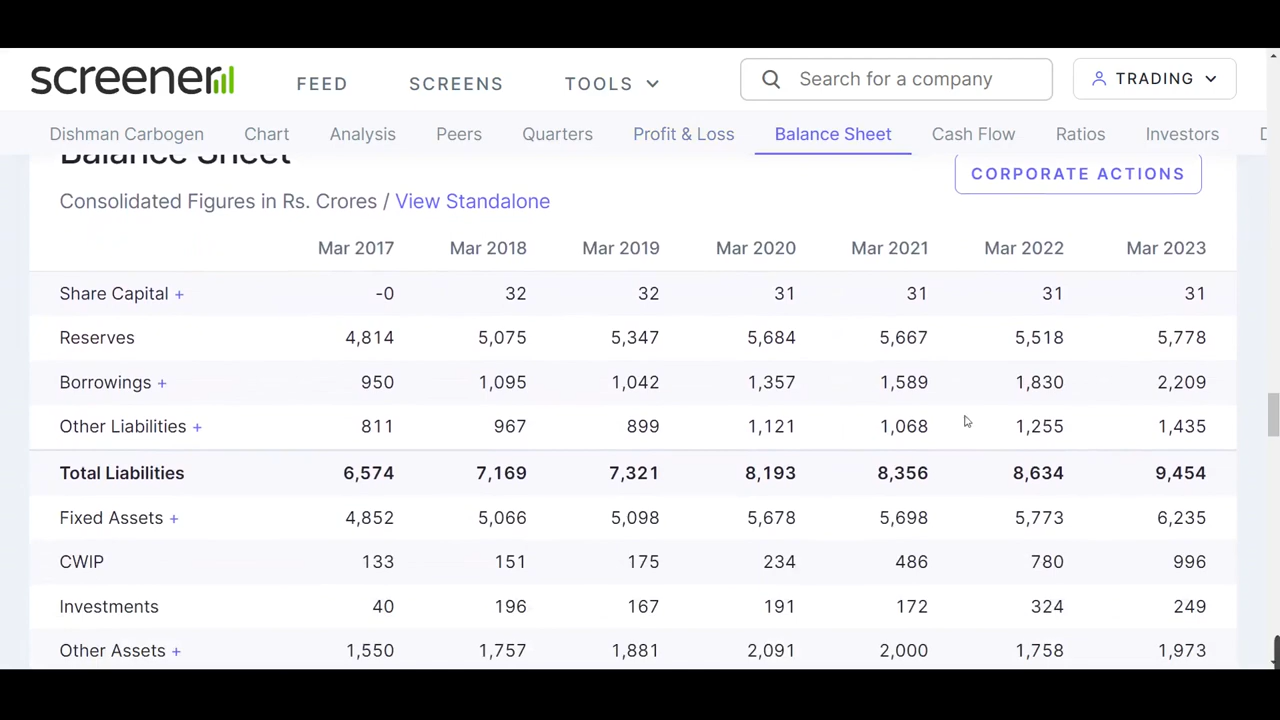 screener FEED SCREENS TOOLS Search for a company TRADING
Dishman Carbogen Chart Analysis Peers Quarters Profit & Loss Balance Sheet Cash Flow Ratios Investors D
Balance Sheet
CORPORATE ACTIONS
Consolidated Figures in Rs. Crores / View Standalone
Mar 2017 Mar 2018 Mar 2019 Mar 2020 Mar 2021 Mar 2022 Mar 2023
Share Capital + -0 32 32 31 31 31 31
Reserves 4,814 5,075 5,347 5,684 5,667 5,518 5,778
Borrowings + 950 1,095 1,042 1,357 1,589 1,830 2,209
Other Liabilities + 811 967 899 1,121 1,068 1,255 1,435
Total Liabilities 6,574 7,169 7,321 8,193 8,356 8,634 9,454
Fixed Assets + 4,852 5,066 5,098 5,678 5,698 5,773 6,235
CWIP 133 151 175 234 486 780 996
Investments 40 196 167 191 172 324 249
Other Assets + 1,550 1,757 1,881 2,091 2,000 1,758 1,973